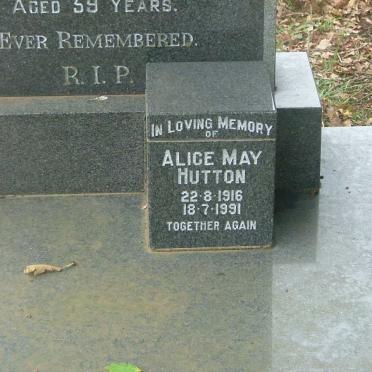 AGED 59 YEARS.
EVER REMEMBERED.
R.I.P.
IN LOVING MEMORY
OF
ALICE MAY
HUTTON
22-8-1916
18-7-1991
TOGETHER AGAIN